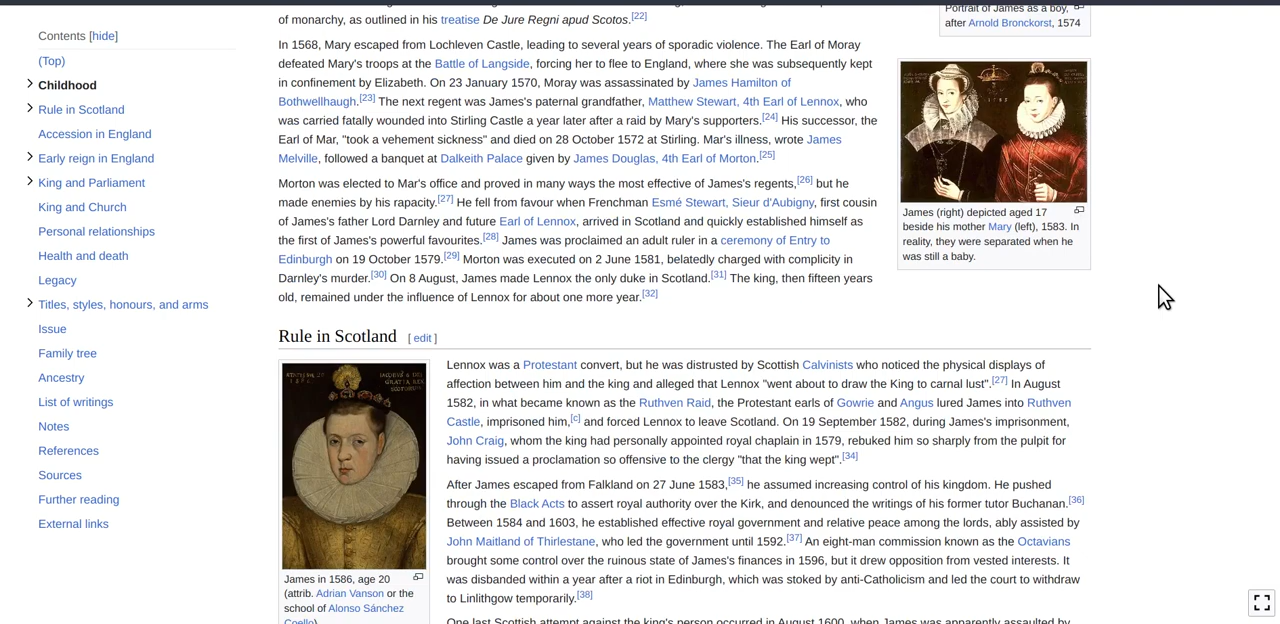 Contents [hide]
(Top)
Childhood
Rule in Scotland
Accession in England
Early reign in England
King and Parliament
King and Church
Personal relationships
Health and death
Legacy
Titles, styles, honours, and arms
Issue
Family tree
Ancestry
List of writings
Notes
References
Sources
Further reading
External links
of monarchy, as outlined in his treatise De Jure Regni apud Scotos.[22]
In 1568, Mary escaped from Lochleven Castle, leading to several years of sporadic violence. The Earl of Moray
defeated Mary's troops at the Battle of Langside, forcing her to flee to England, where she was subsequently kept
in confinement by Elizabeth. On 23 January 1570, Moray was assassinated by James Hamilton of
Bothwellhaugh.[23] The next regent was James's paternal grandfather, Matthew Stewart, 4th Earl of Lennox, who
was carried fatally wounded into Stirling Castle a year later after a raid by Mary's supporters.[24] His successor, the
Earl of Mar, "took a vehement sickness" and died on 28 October 1572 at Stirling. Mar's illness, wrote James
Melville, followed a banquet at Dalkeith Palace given by James Douglas, 4th Earl of Morton.[25]
Morton was elected to Mar's office and proved in many ways the most effective of James's regents,[26] but he
made enemies by his rapacity.[27] He fell from favour when Frenchman Esmé Stewart, Sieur d'Aubigny, first cousin
of James's father Lord Darnley and future Earl of Lennox, arrived in Scotland and quickly established himself as
the first of James's powerful favourites.[28] James was proclaimed an adult ruler in a ceremony of Entry to
Edinburgh on 19 October 1579.[29] Morton was executed on 2 June 1581, belatedly charged with complicity in
Darnley's murder.[30] On 8 August, James made Lennox the only duke in Scotland.[31] The king, then fifteen years
old, remained under the influence of Lennox for about one more year.[32]
Portrait of James as a boy,
after Arnold Bronckorst, 1574
James (right) depicted aged 17
beside his mother Mary (left), 1583. In
reality, they were separated when he
was still a baby.
Rule in Scotland [ edit ]
James in 1586, age 20
(attrib. Adrian Vanson or the
school of Alonso Sánchez
Coello)
Lennox was a Protestant convert, but he was distrusted by Scottish Calvinists who noticed the physical displays of
affection between him and the king and alleged that Lennox "went about to draw the King to carnal lust".[27] In August
1582, in what became known as the Ruthven Raid, the Protestant earls of Gowrie and Angus lured James into Ruthven
Castle, imprisoned him,[c] and forced Lennox to leave Scotland. On 19 September 1582, during James's imprisonment,
John Craig, whom the king had personally appointed royal chaplain in 1579, rebuked him so sharply from the pulpit for
having issued a proclamation so offensive to the clergy "that the king wept".[34]
After James escaped from Falkland on 27 June 1583,[35] he assumed increasing control of his kingdom. He pushed
through the Black Acts to assert royal authority over the Kirk, and denounced the writings of his former tutor Buchanan.[36]
Between 1584 and 1603, he established effective royal government and relative peace among the lords, ably assisted by
John Maitland of Thirlestane, who led the government until 1592.[37] An eight-man commission known as the Octavians
brought some control over the ruinous state of James's finances in 1596, but it drew opposition from vested interests. It
was disbanded within a year after a riot in Edinburgh, which was stoked by anti-Catholicism and led the court to withdraw
to Linlithgow temporarily.[38]
One last Scottish attempt against the king's person occurred in August 1600, when James was apparently assaulted by